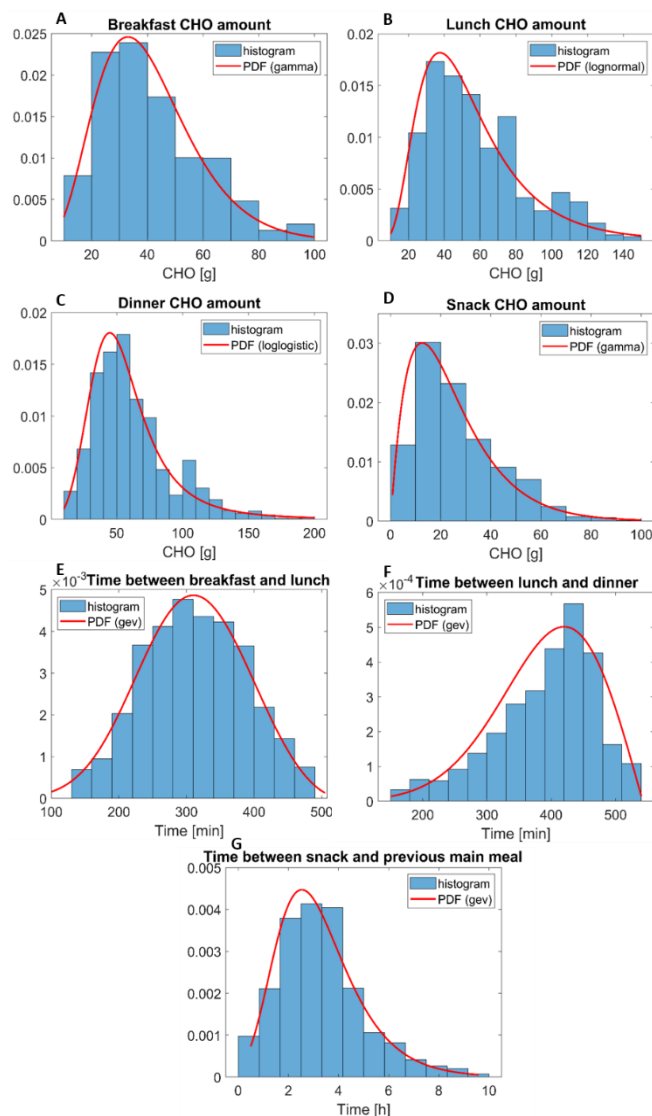 A Breakfast CHO amount
0.025
0.02
0.015
0.01
0.005
0
histogram
PDF (gamma)
20 40 60 80 100
CHO [g]
B Lunch CHO amount
0.02
0.015
0.01
0.005
0
histogram
PDF (lognormal)
20 40 60 80 100 120 140
CHO [g]
C Dinner CHO amount
0.02
0.015
0.01
0.005
0
histogram
PDF (loglogistic)
50 100 150 200
CHO [g]
D Snack CHO amount
0.03
0.02
0.01
0
histogram
PDF (gamma)
0 20 40 60 80 100
CHO [g]
E
×10-3 Time between breakfast and lunch
5
4
3
2
1
0
histogram
PDF (gev)
100 200 300 400 500
Time [min]
F
×10-4 Time between lunch and dinner
6
5
4
3
2
1
0
histogram
PDF (gev)
200 300 400 500
Time [min]
G
Time between snack and previous main meal
0.005
0.004
0.003
0.002
0.001
0
histogram
PDF (gev)
0 2 4 6 8 10
Time [h]